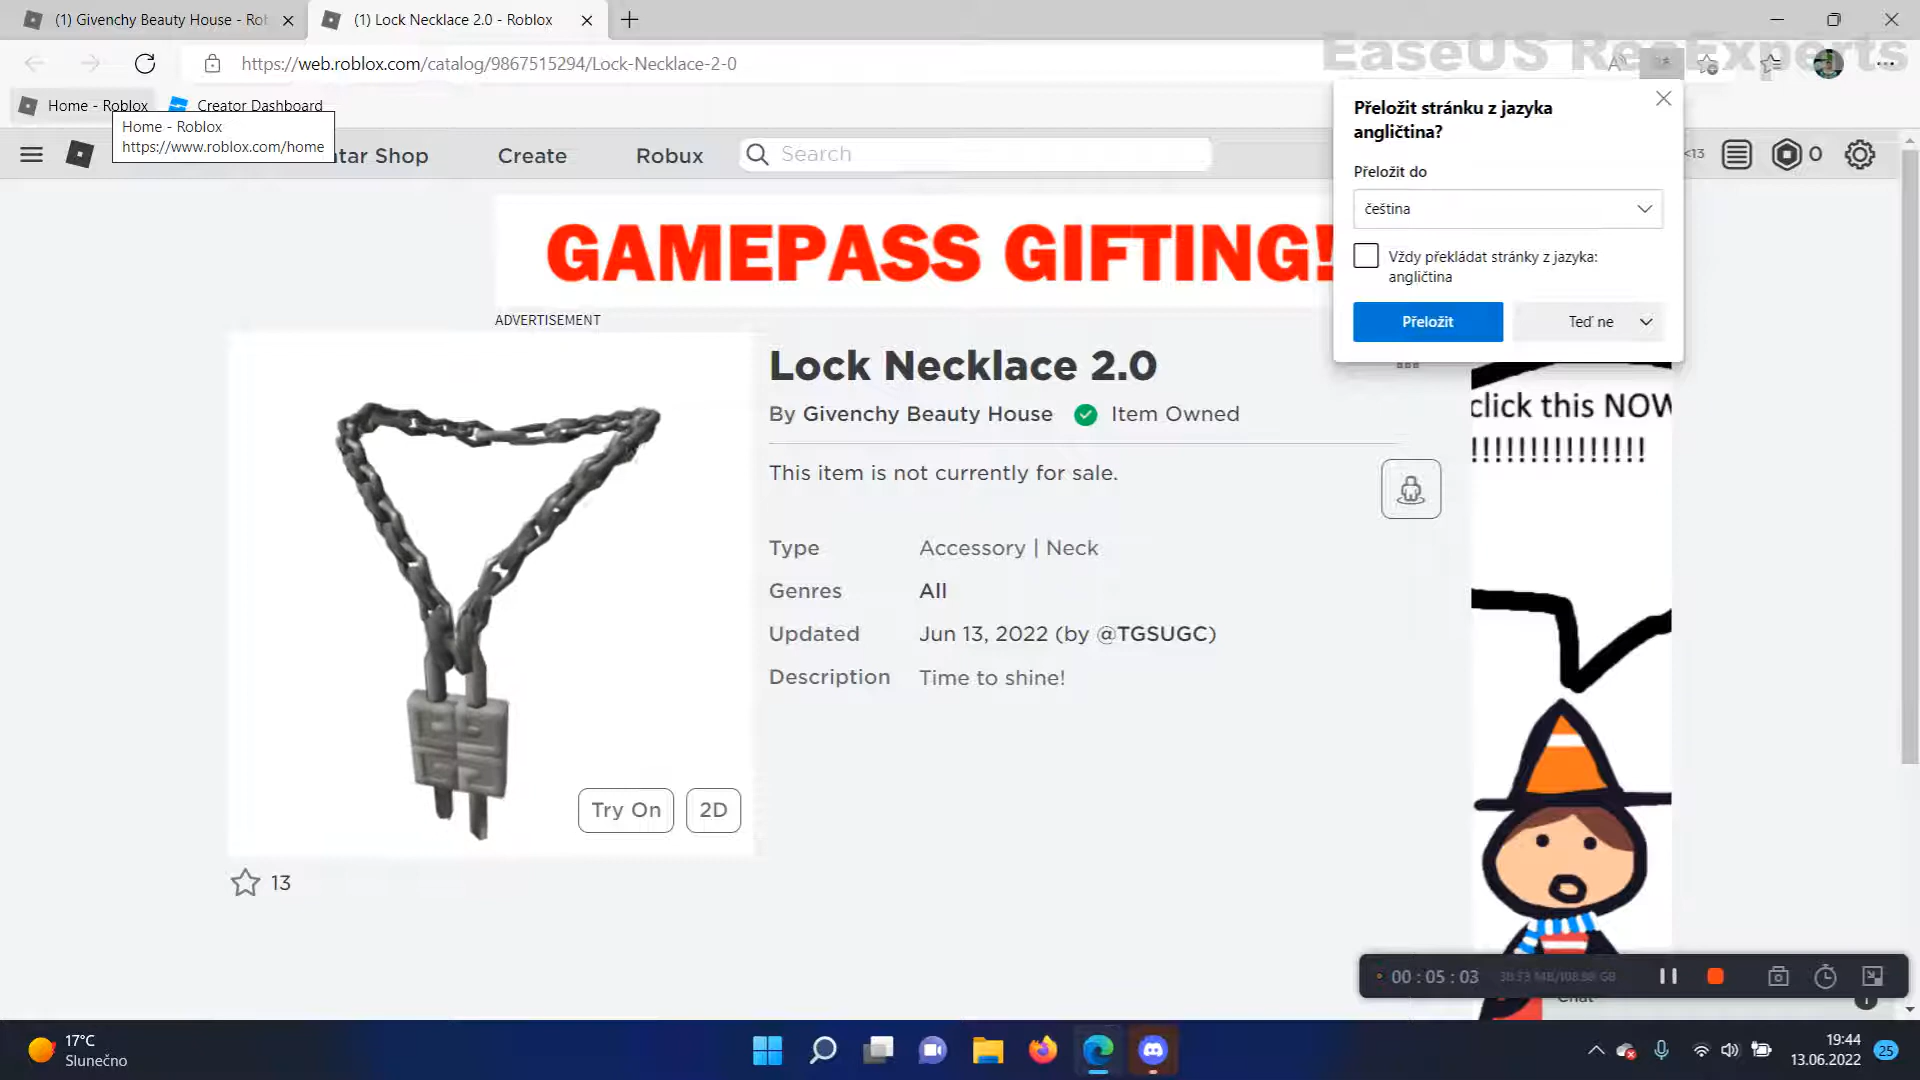 (1) Givenchy Beauty House - Rob
(1) Lock Necklace 2.0 - Roblox
EaseUS RecExperts
https://web.roblox.com/catalog/9867515294/Lock-Necklace-2-0
Home - Roblox
Creator Dashboard
Home - Roblox
https://www.roblox.com/home
tar Shop
Create
Robux
Search
<13
0
Přeložit stránku z jazyka
angličtina?
Přeložit do
čeština
Vždy překládat stránky z jazyka:
angličtina
Přeložit
Teď ne
GAMEPASS GIFTING!
ADVERTISEMENT
Lock Necklace 2.0
By Givenchy Beauty House
Item Owned
This item is not currently for sale.
Type
Accessory | Neck
Genres
All
Updated
Jun 13, 2022 (by @TGSUGC)
Description
Time to shine!
Try On
2D
13
click this NOW
!!!!!!!!!!!!!!!
00 : 05 : 03
Chat
17°C
Slunečno
19:44
13.06.2022
25